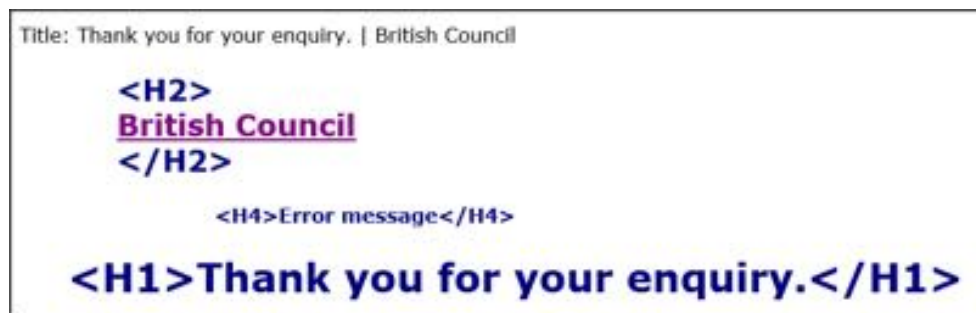 Title: Thank you for your enquiry. | British Council
<H2>
British Council
</H2>
<H4>Error message</H4>
<H1>Thank you for your enquiry.</H1>